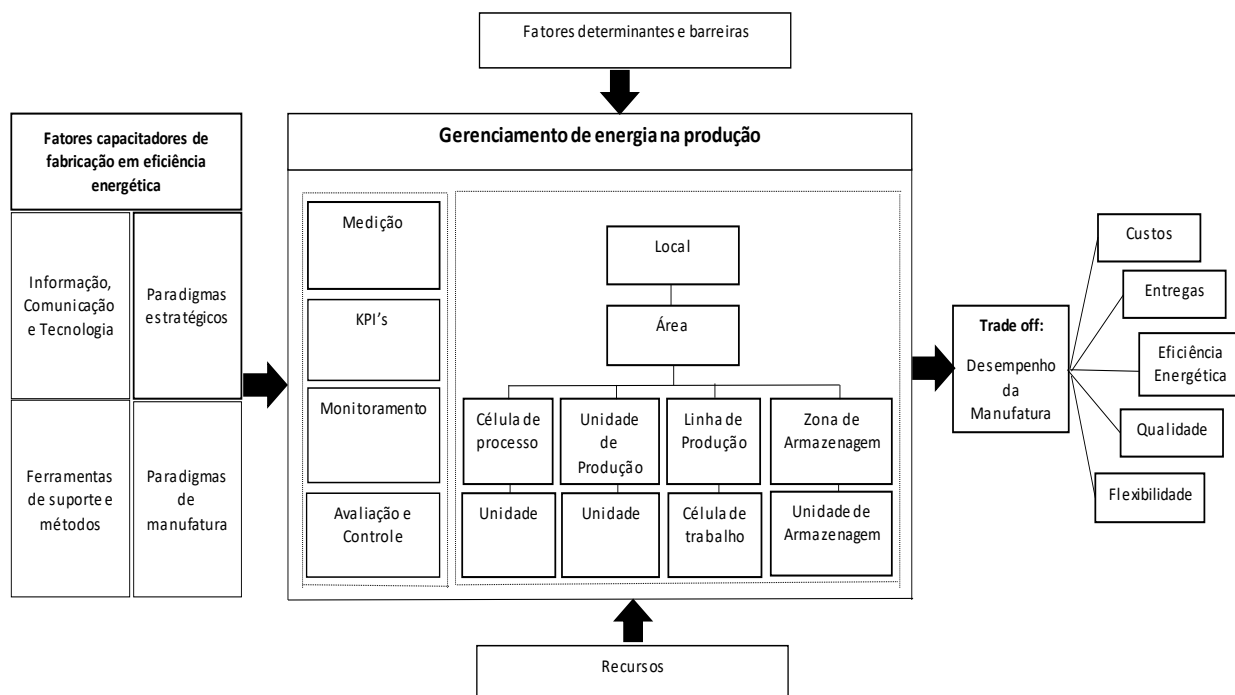 Fatores determinantes e barreiras
Fatores capacitadores de
fabricação em eficiência
energética
Informação,
Comunicação
e Tecnologia
Paradigmas
estratégicos
Ferramentas
de suporte e
métodos
Paradigmas
de
manufatura
Gerenciamento de energia na produção
Medição
KPI's
Monitoramento
Avaliação e
Controle
Local
Área
Célula de
processo
Unidade
de
Produção
Linha de
Produção
Zona de
Armazenagem
Unidade
Unidade
Célula de
trabalho
Unidade de
Armazenagem
Trade off:
Desempenho
da
Manufatura
Custos
Entregas
Eficiência
Energética
Qualidade
Flexibilidade
Recursos